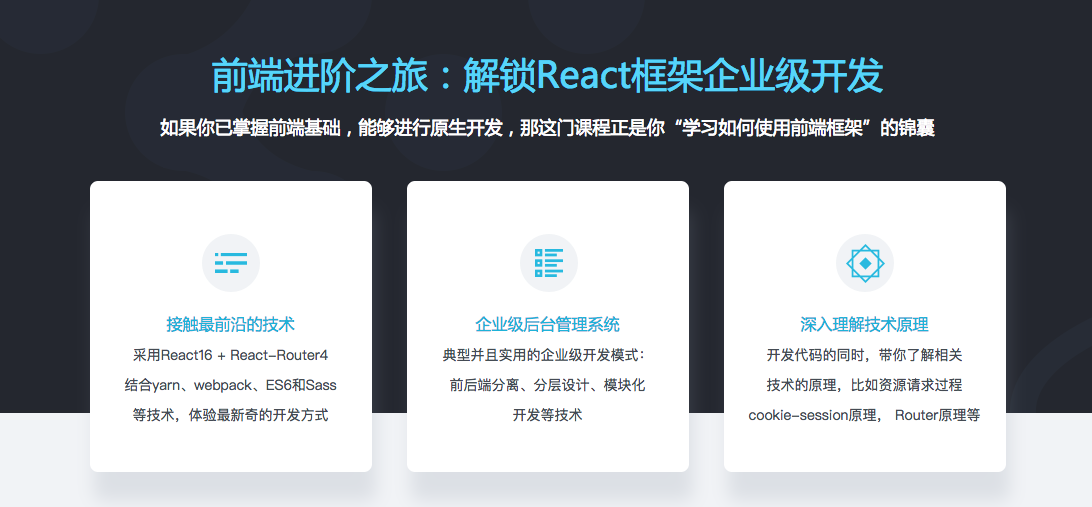 前端进阶之旅：解锁React框架企业级开发
如果你已掌握前端基础，能够进行原生开发，那这门课程正是你“学习如何使用前端框架”的锦囊
接触最前沿的技术
采用React16 + React-Router4
结合yarn、webpack、ES6和Sass
等技术，体验最新奇的开发方式
企业级后台管理系统
典型并且实用的企业级开发模式：
前后端分离、分层设计、模块化
开发等技术
深入理解技术原理
开发代码的同时，带你了解相关
技术的原理，比如资源请求过程
cookie-session原理， Router原理等